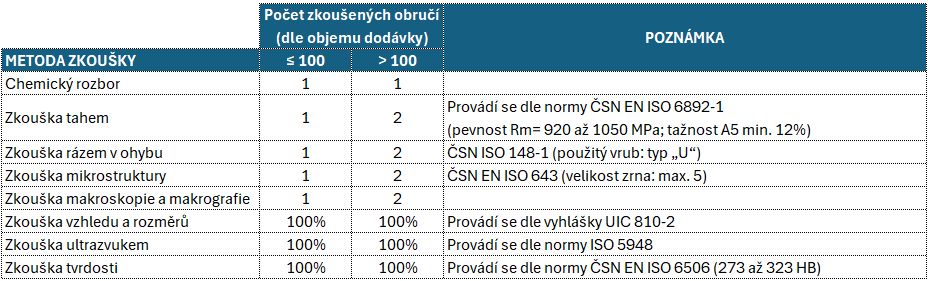 Počet zkoušených obručí
(dle objemu dodávky)
POZNÁMKA
METODA ZKOUŠKY ≤ 100 > 100
Chemický rozbor 1 1
Zkouška tahem 1 2 Provádí se dle normy ČSN EN ISO 6892-1
(pevnost Rm= 920 až 1050 MPa; tažnost A5 min. 12%)
Zkouška rázem v ohybu 1 2 ČSN ISO 148-1 (použitý vrub: typ „U“)
Zkouška mikrostruktury 1 2 ČSN EN ISO 643 (velikost zrna: max. 5)
Zkouška makroskopie a makrografie 1 2
Zkouška vzhledu a rozměrů 100% 100% Provádí se dle vyhlášky UIC 810-2
Zkouška ultrazvukem 100% 100% Provádí se dle normy ISO 5948
Zkouška tvrdosti 100% 100% Provádí se dle normy ČSN EN ISO 6506 (273 až 323 HB)